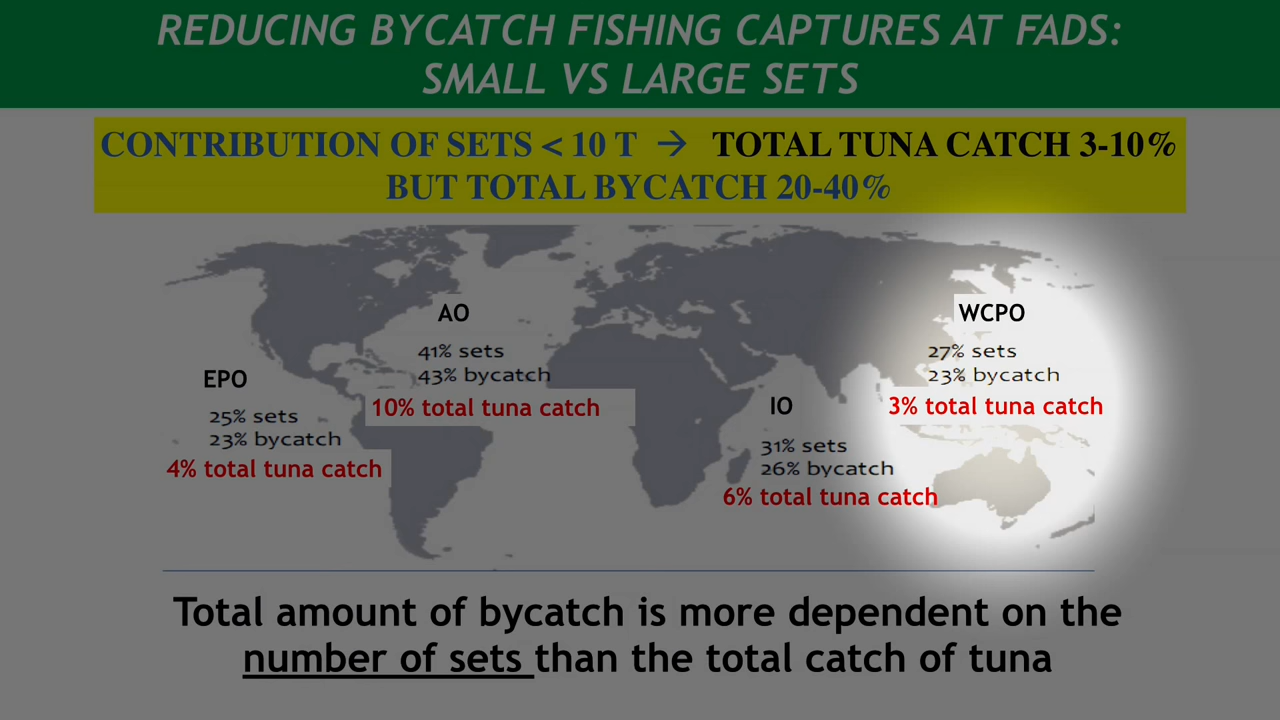 REDUCING BYCATCH FISHING CAPTURES AT FADS:
SMALL VS LARGE SETS
CONTRIBUTION OF SETS < 10 T → TOTAL TUNA CATCH 3-10%
BUT TOTAL BYCATCH 20-40%
AO
41% sets
43% bycatch
10% total tuna catch
WCPO
27% sets
23% bycatch
3% total tuna catch
EPO
25% sets
23% bycatch
4% total tuna catch
IO
31% sets
26% bycatch
6% total tuna catch
Total amount of bycatch is more dependent on the
number of sets than the total catch of tuna